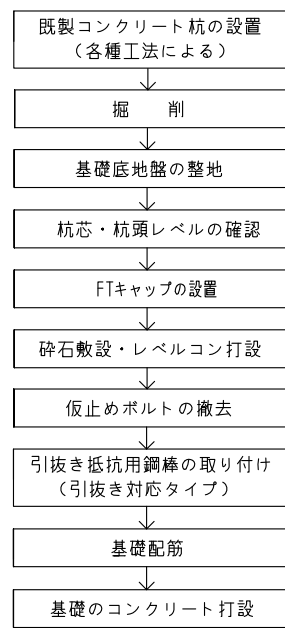 既製コンクリート杭の設置
（各種工法による）
掘　削
基礎底地盤の整地
杭芯・杭頭レベルの確認
FTキャップの設置
砕石敷設・レベルコン打設
仮止めボルトの撤去
引抜き抵抗用鋼棒の取り付け
（引抜き対応タイプ）
基礎配筋
基礎のコンクリート打設